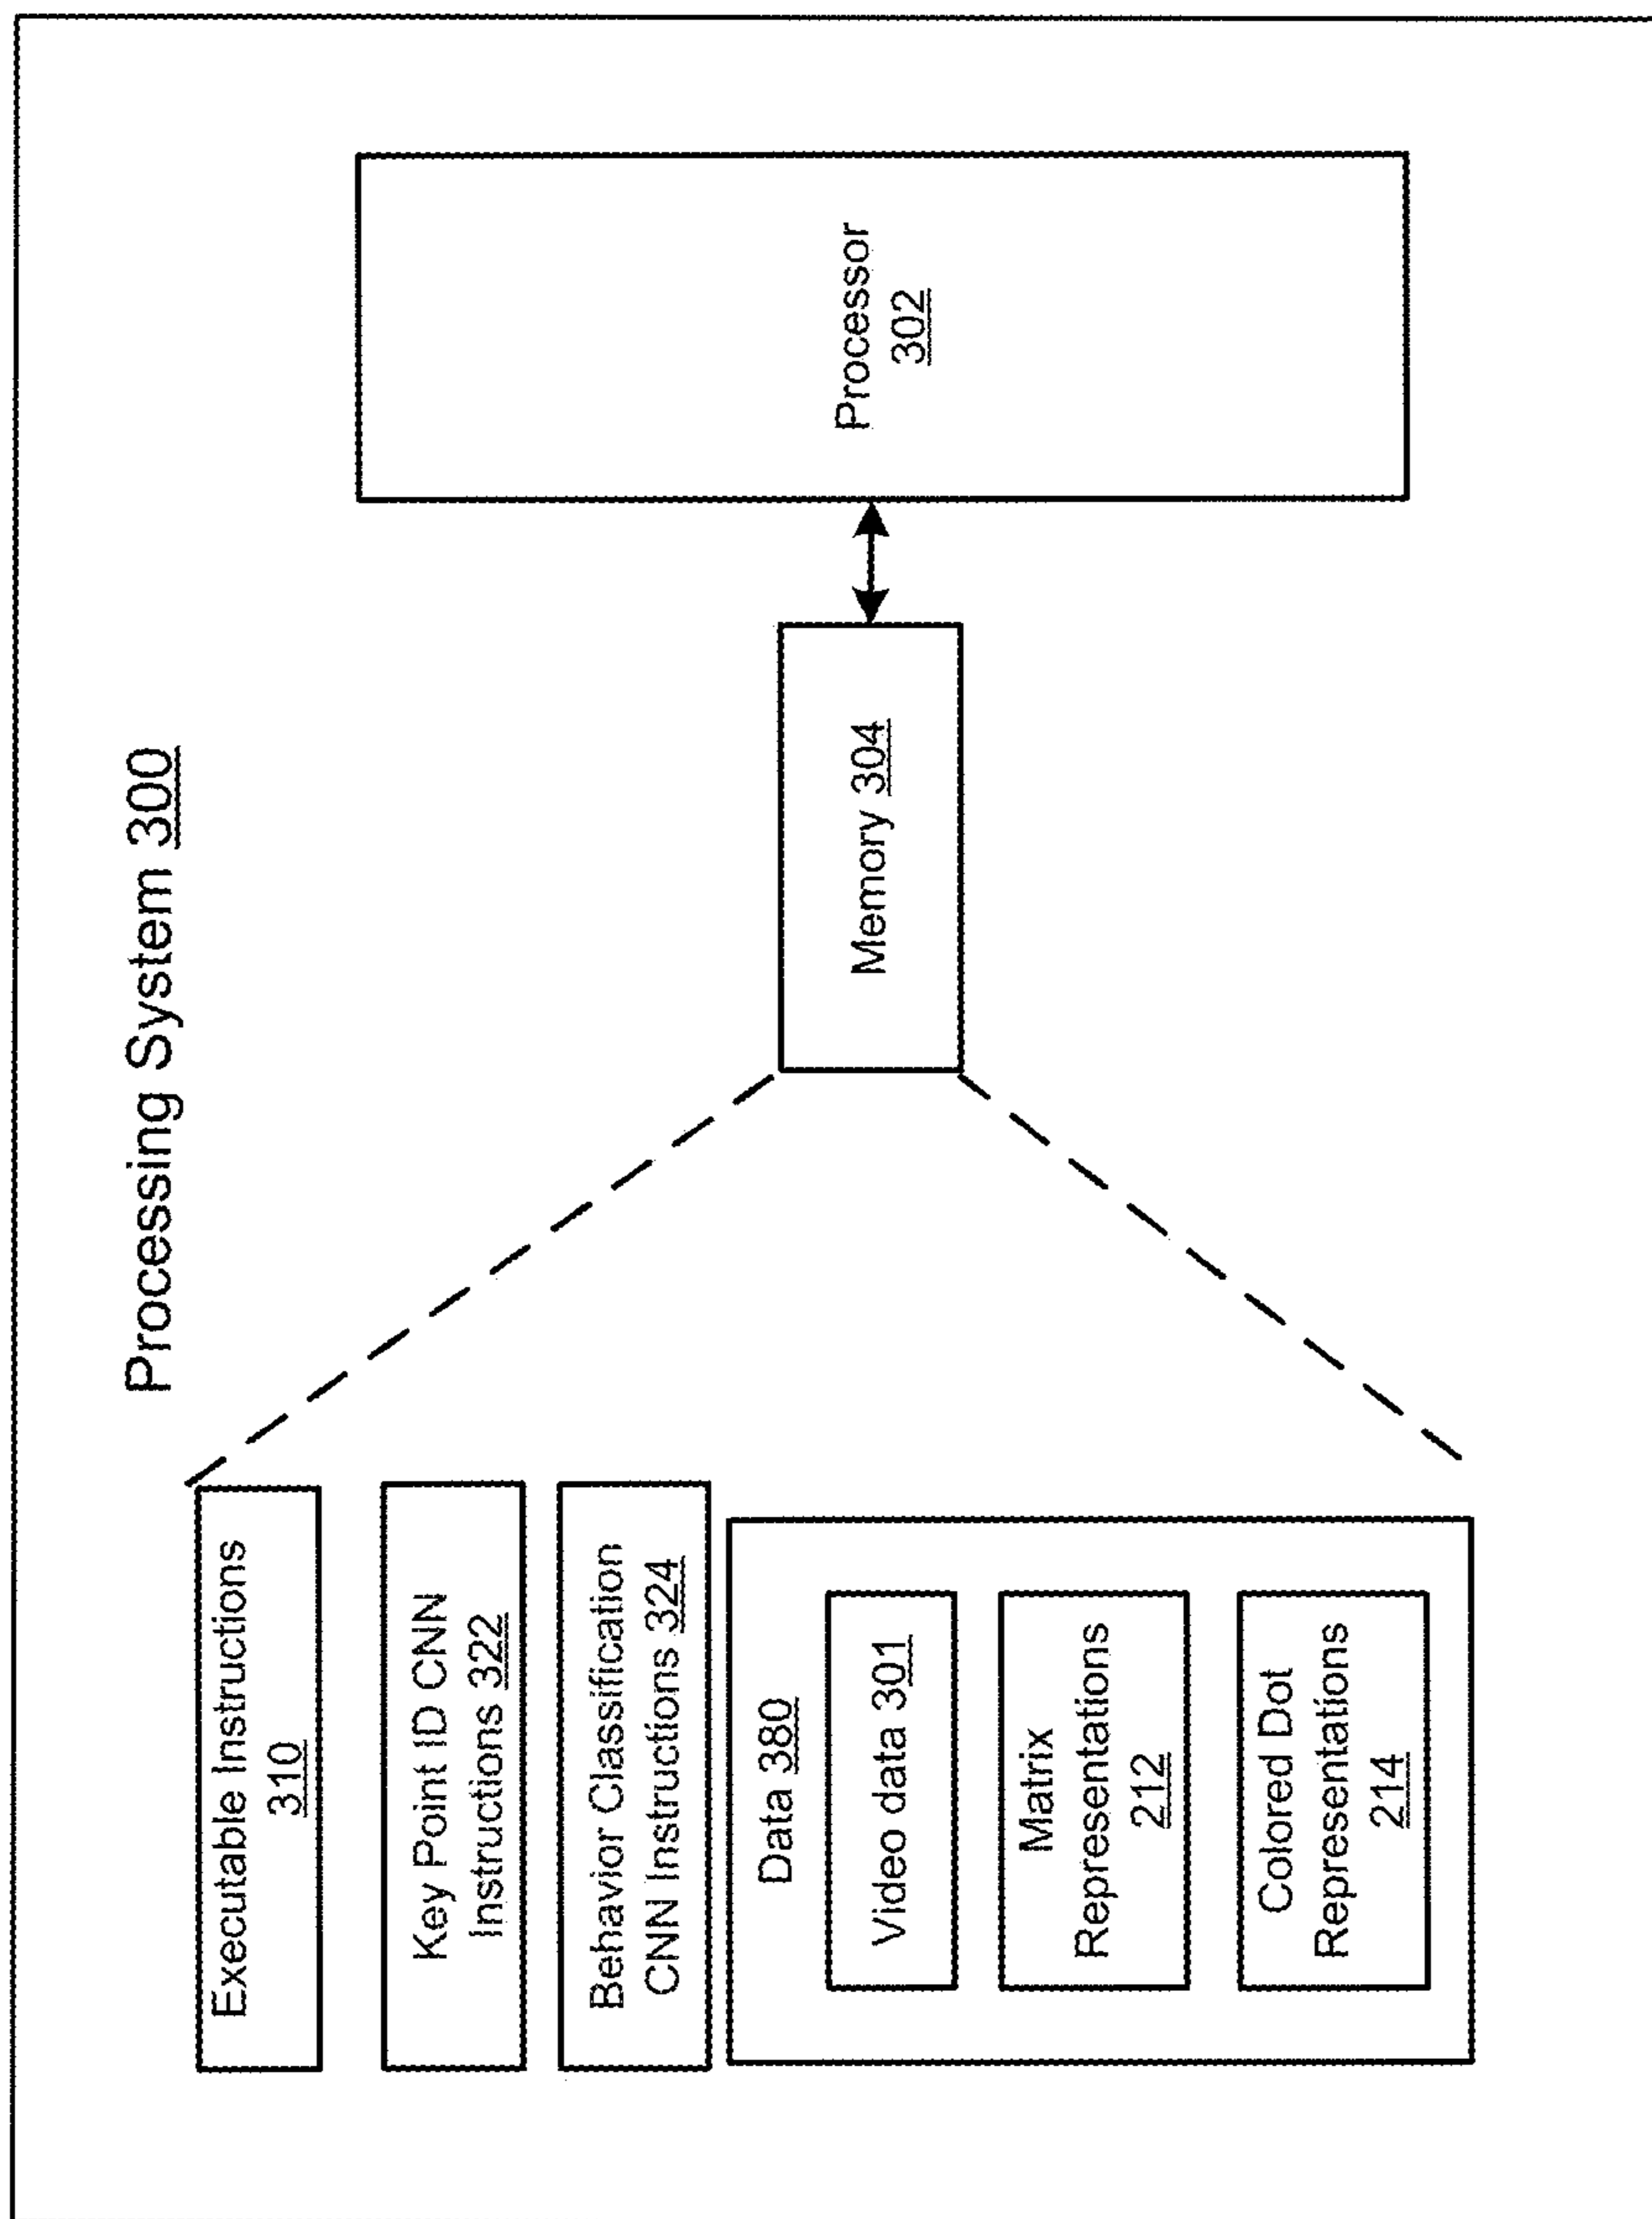 Processing System 300
Executable Instructions
310
Key Point ID CNN
Instructions 322
Behavior Classification
CNN Instructions 324
Data 380
Video data 301
Matrix
Representations
212
Colored Dot
Representations
214
Memory 304
Processor
302